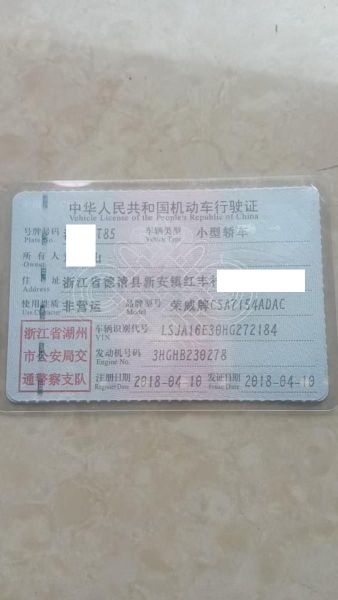 中华人民共和国机动车行驶证
Vehicle License of the People's Republic of China
号牌号码 T85 车辆类型 小型轿车
Plate No. Vehicle Type
所有人
Owner
住址 浙江省德清县新安镇红丰村
Address
使用性质 非营运 品牌型号 荣威牌CSA7154ADAC
Use Character Model
浙江省湖州
市公安局交
通警察支队
车辆识别代号 LSJA16E30HG272184
VIN
发动机号码 3HGHB230278
Engine No.
注册日期 2018-04-10 发证日期 2018-04-10
Register Date Issue Date